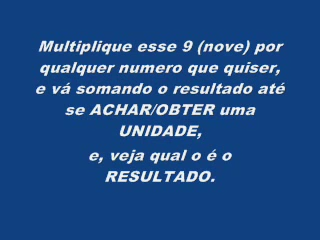 Multiplique esse 9 (nove) por
qualquer numero que quiser,
e vá somando o resultado até
se ACHAR/OBTER uma
UNIDADE,
e, veja qual o é o
RESULTADO.